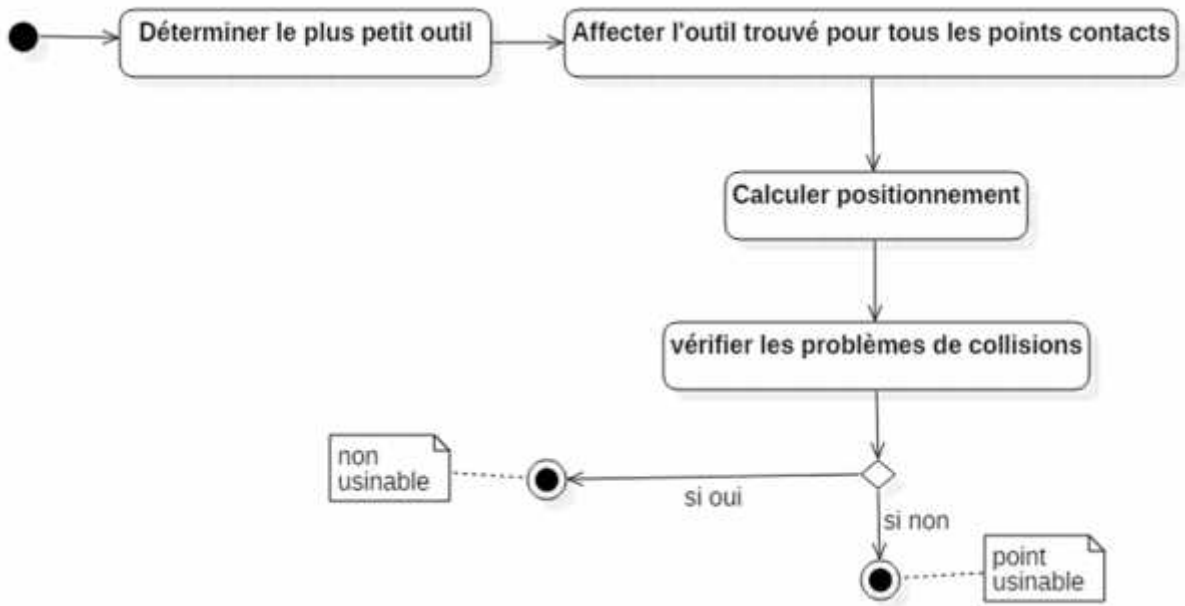 Déterminer le plus petit outil
Affecter l'outil trouvé pour tous les points contacts
Calculer positionnement
vérifier les problèmes de collisions
non
usinable
si oui
si non
point
usinable